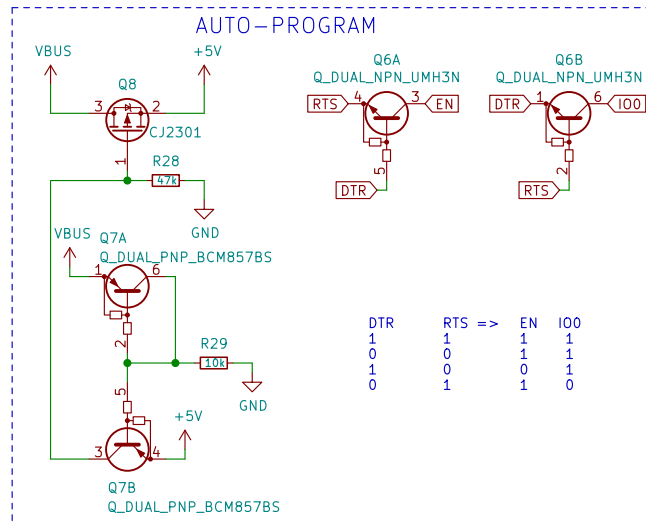 AUTO-PROGRAM
VBUS
+5V
Q8
3
2
CJ2301
1
R28
47k
GND
VBUS
Q7A
Q_DUAL_PNP_BCM857BS
1
6
2
R29
10k
GND
5
+5V
3
4
Q7B
Q_DUAL_PNP_BCM857BS
Q6A
Q_DUAL_NPN_UMH3N
RTS
4
3
EN
5
DTR
Q6B
Q_DUAL_NPN_UMH3N
DTR
1
6
IO0
2
RTS
DTR RTS => EN IO0
1 1 1 1
0 0 1 1
1 0 0 1
0 1 1 0